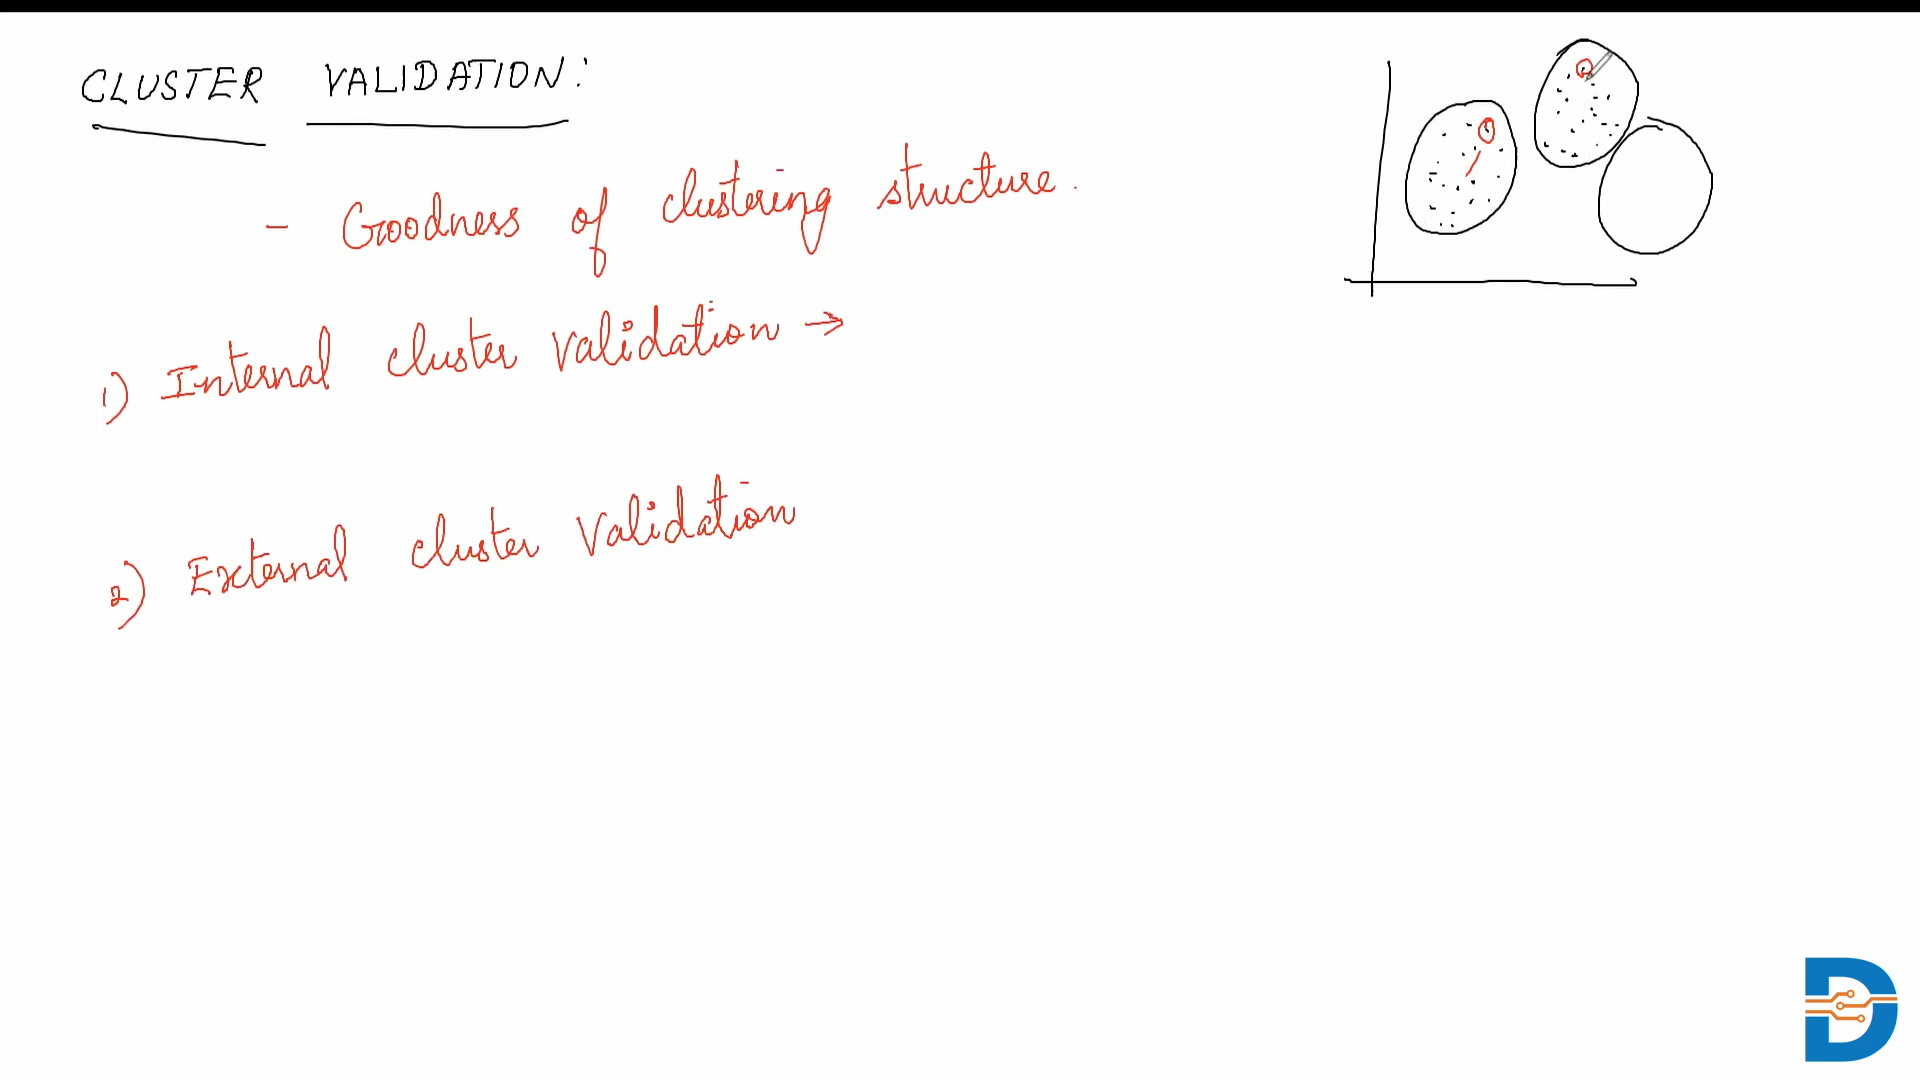 CLUSTER VALIDATION:
- Goodness of clustering structure.
1) Internal cluster validation →
2) External cluster Validation